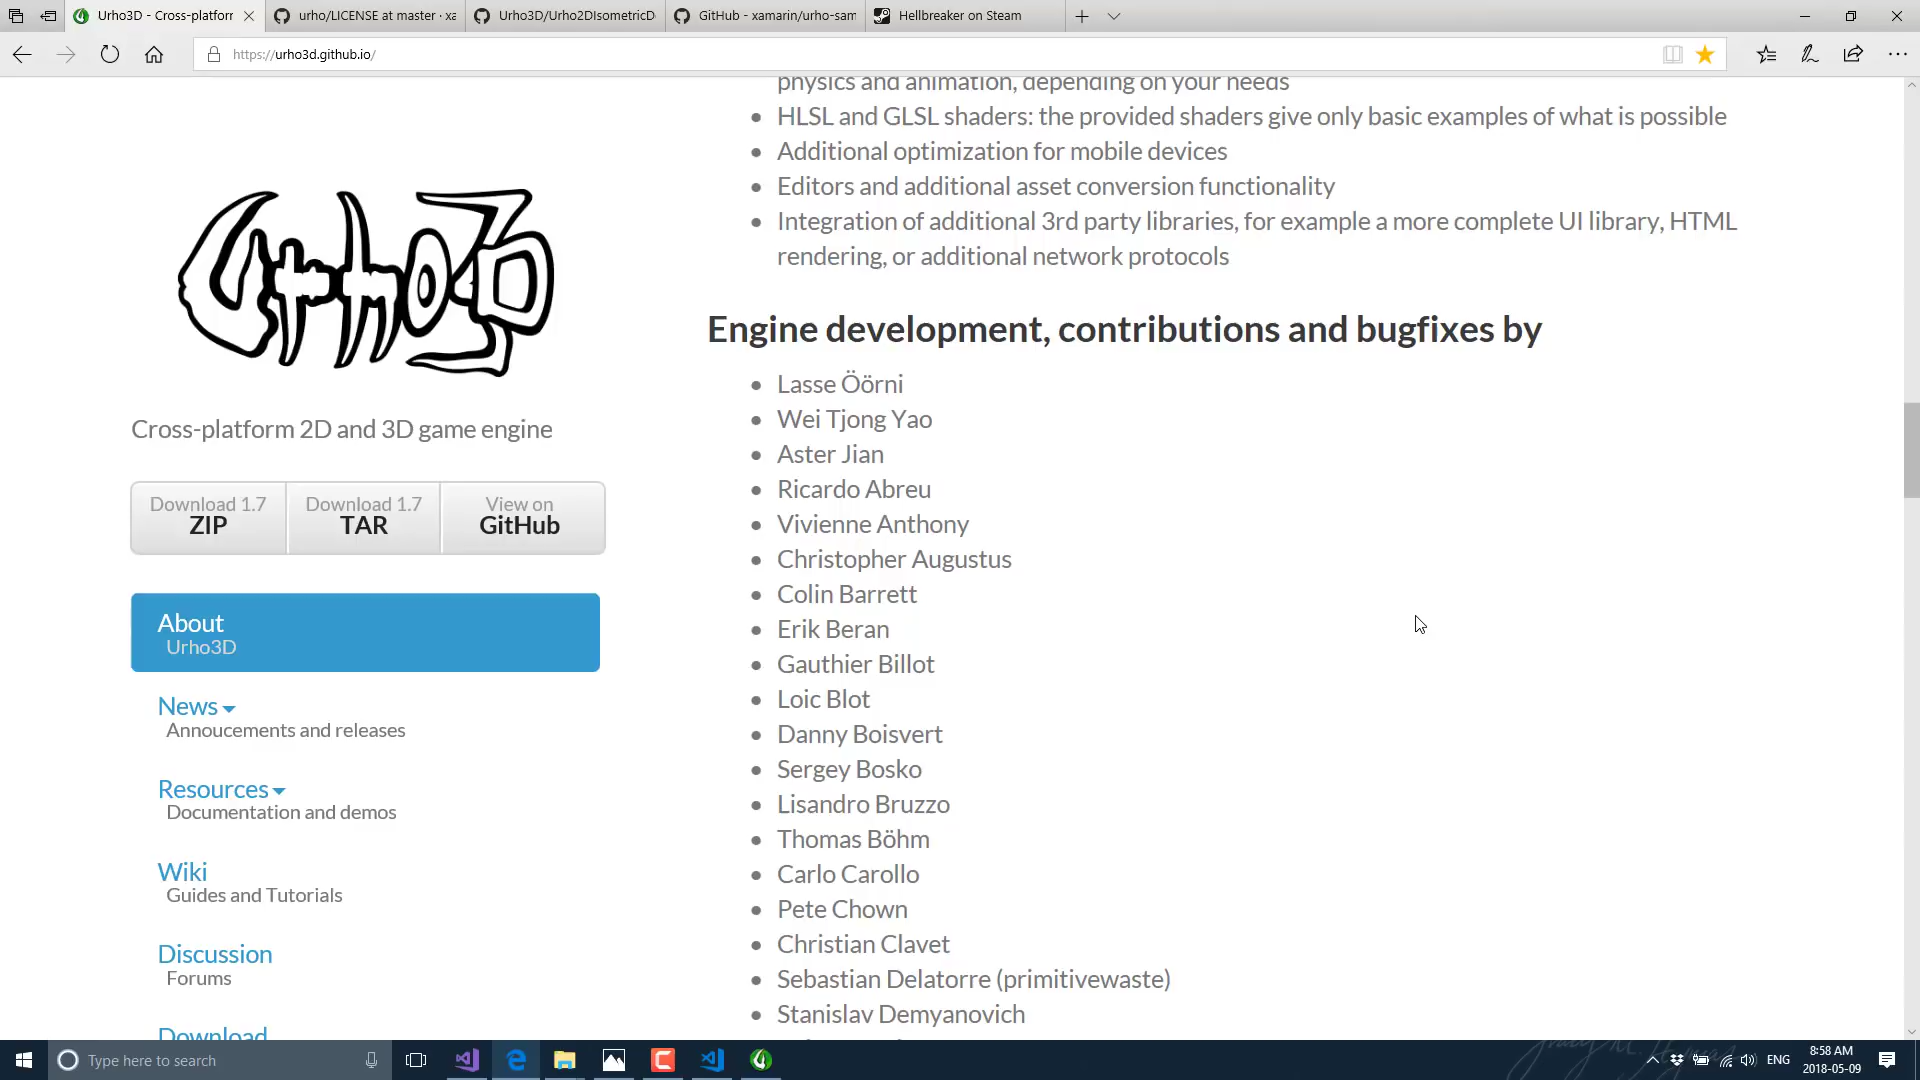 Urho3D - Cross-platform
urho/LICENSE at master · xa
Urho3D/Urho2DIsometricD
GitHub - xamarin/urho-sam
Hellbreaker on Steam
https://urho3d.github.io/
Urho3D
Cross-platform 2D and 3D game engine
Download 1.7
ZIP
Download 1.7
TAR
View on
GitHub
About
Urho3D
News
Annoucements and releases
Resources
Documentation and demos
Wiki
Guides and Tutorials
Discussion
Forums
Download
physics and animation, depending on your needs
HLSL and GLSL shaders: the provided shaders give only basic examples of what is possible
Additional optimization for mobile devices
Editors and additional asset conversion functionality
Integration of additional 3rd party libraries, for example a more complete UI library, HTML
rendering, or additional network protocols
Engine development, contributions and bugfixes by
Lasse Öörni
Wei Tjong Yao
Aster Jian
Ricardo Abreu
Vivienne Anthony
Christopher Augustus
Colin Barrett
Erik Beran
Gauthier Billot
Loic Blot
Danny Boisvert
Sergey Bosko
Lisandro Bruzzo
Thomas Böhm
Carlo Carollo
Pete Chown
Christian Clavet
Sebastian Delatorre (primitivewaste)
Stanislav Demyanovich
Type here to search
ENG
8:58 AM
2018-05-09